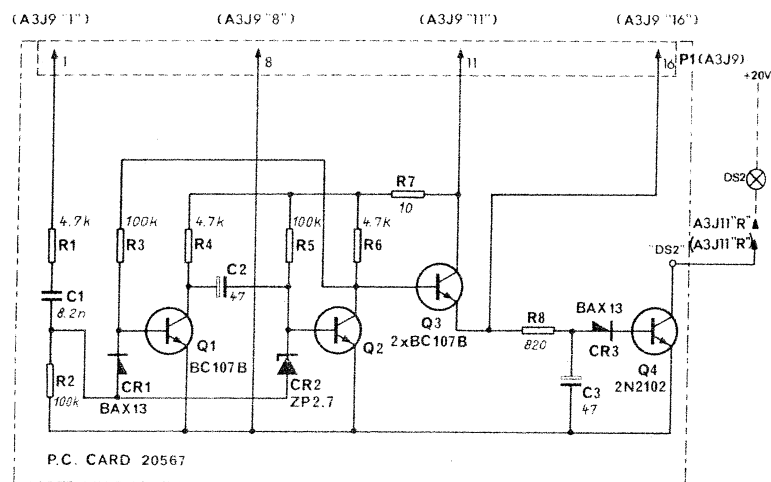 (A3J9 "1")
(A3J9 "8")
(A3J9 "11")
(A3J9 "16")
1
8
11
16
P1(A3J9)
+20V
DS2
A3J11"R"
(A3J11"R")
"DS2"
R7
10
4.7k
R1
100k
R3
4.7k
R4
100k
R5
4.7k
R6
C1
8.2n
C2
47
Q1
BC107B
Q2
Q3
2xBC107B
R8
820
BAX13
CR3
Q4
2N2102
R2
100k
CR1
BAX13
CR2
ZP2.7
C3
47
P.C. CARD 20567